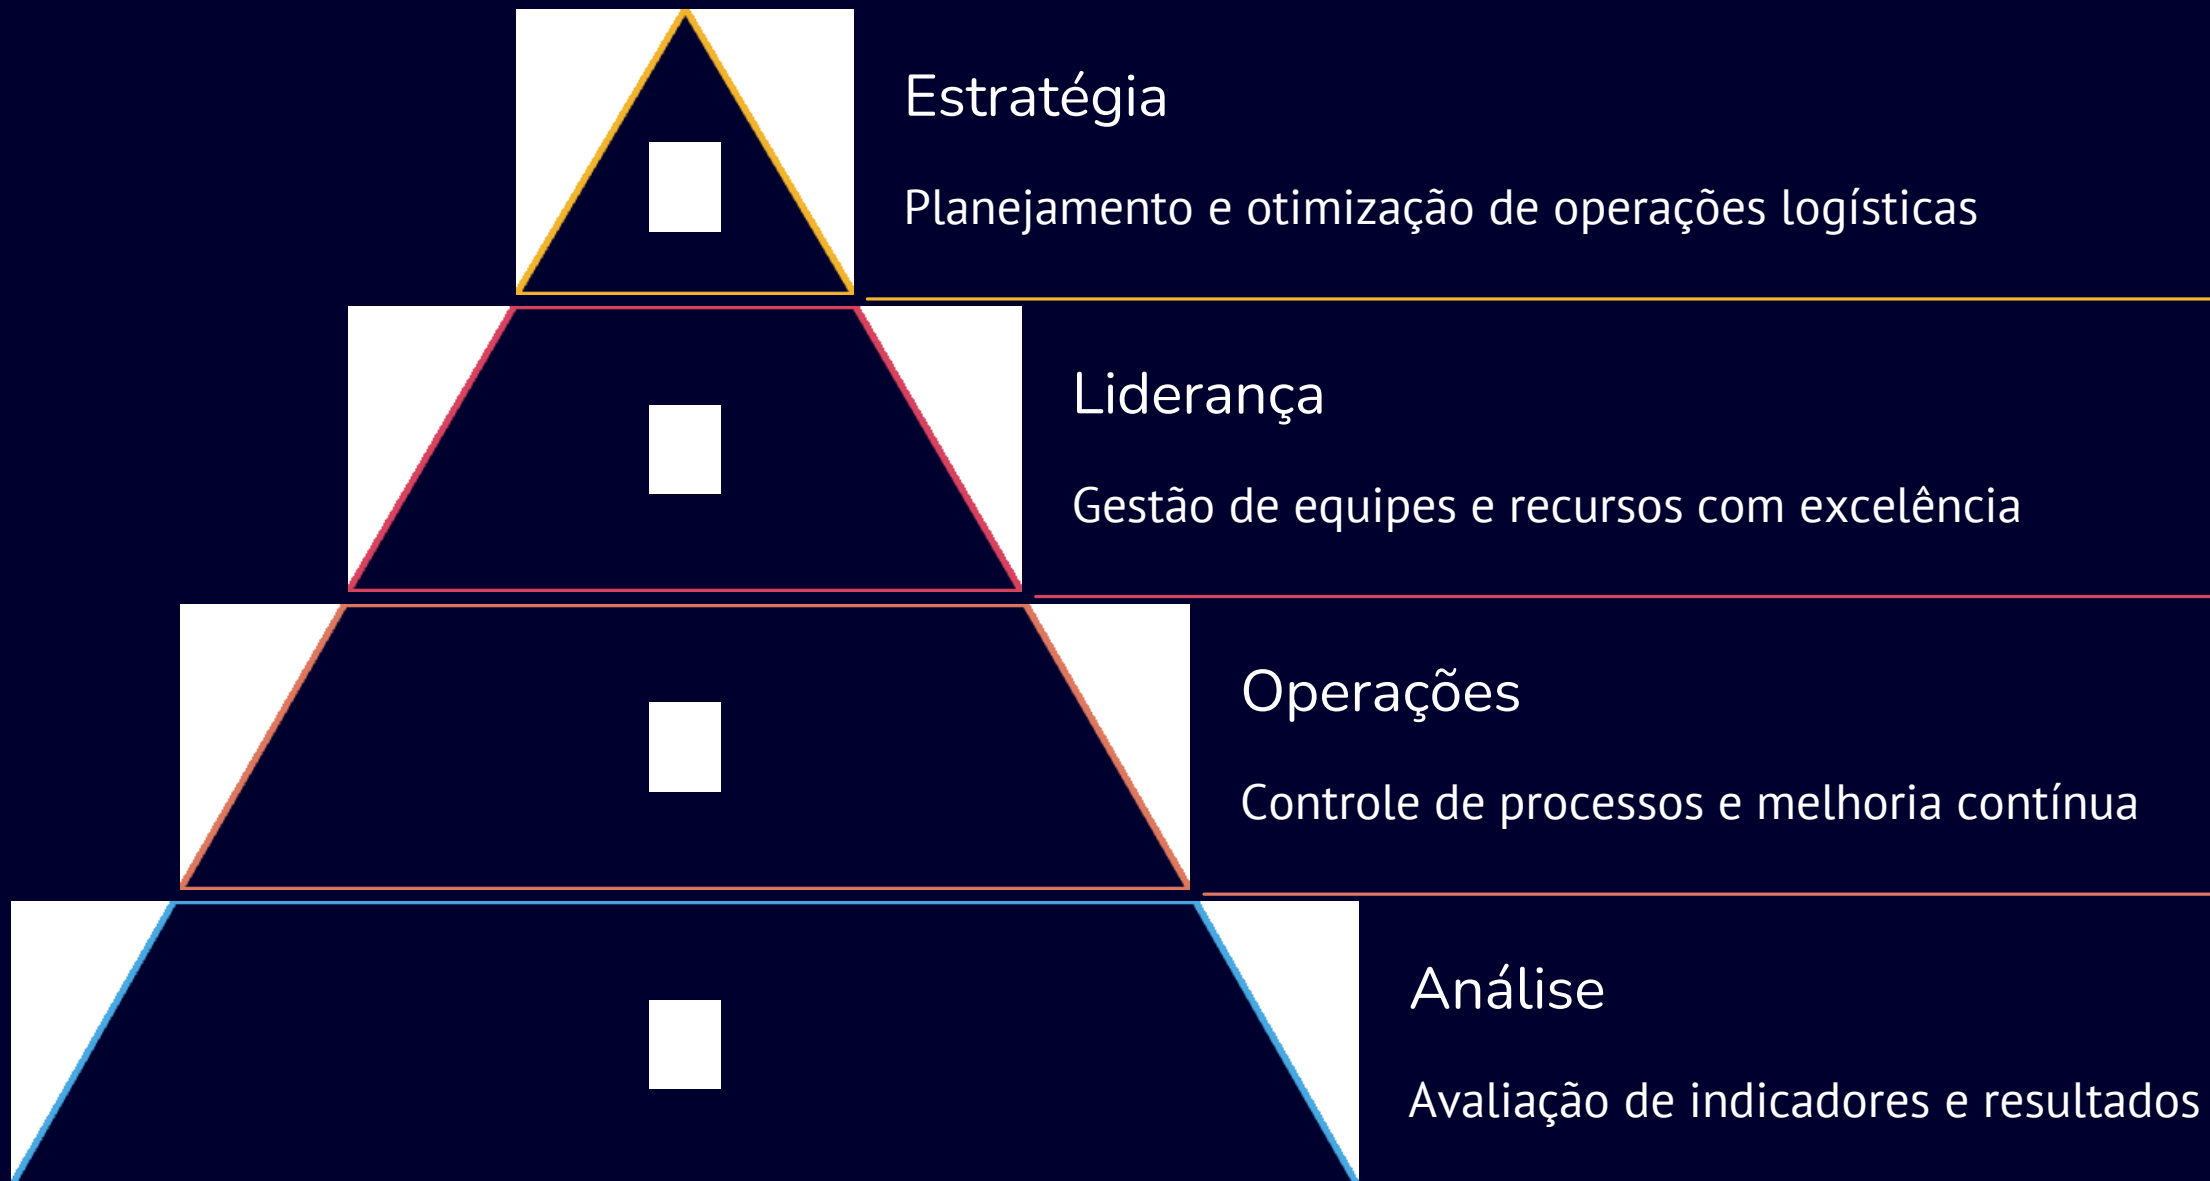 Estratégia
Planejamento e otimização de operações logísticas
Liderança
Gestão de equipes e recursos com excelência
Operações
Controle de processos e melhoria contínua
Análise
Avaliação de indicadores e resultados